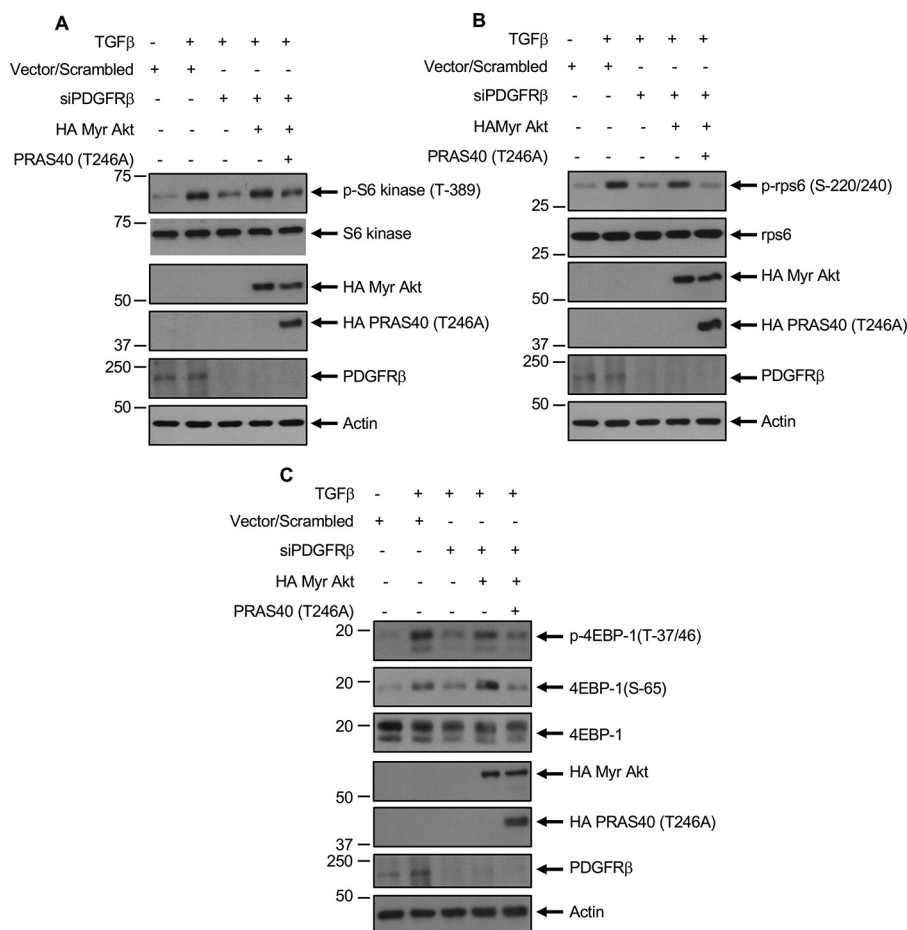 A
TGFβ - + + + +
Vector/Scrambled + + - - -
siPDGFRβ - - + + +
HA Myr Akt - - - + +
PRAS40 (T246A) - - - - +
75
p-S6 kinase (T-389)
75
S6 kinase
HA Myr Akt
50
HA PRAS40 (T246A)
37
250
PDGFRβ
50
Actin
B
TGFβ - + + + +
Vector/Scrambled + + - - -
siPDGFRβ - - + + +
HAMyr Akt - - - + +
PRAS40 (T246A) - - - - +
p-rps6 (S-220/240)
25
rps6
25
HA Myr Akt
50
HA PRAS40 (T246A)
37
250
PDGFRβ
50
Actin
C
TGFβ - + + + +
Vector/Scrambled + + - - -
siPDGFRβ - - + + +
HA Myr Akt - - - + +
PRAS40 (T246A) - - - - +
20
p-4EBP-1(T-37/46)
20
4EBP-1(S-65)
20
4EBP-1
HA Myr Akt
50
HA PRAS40 (T246A)
37
250
PDGFRβ
50
Actin